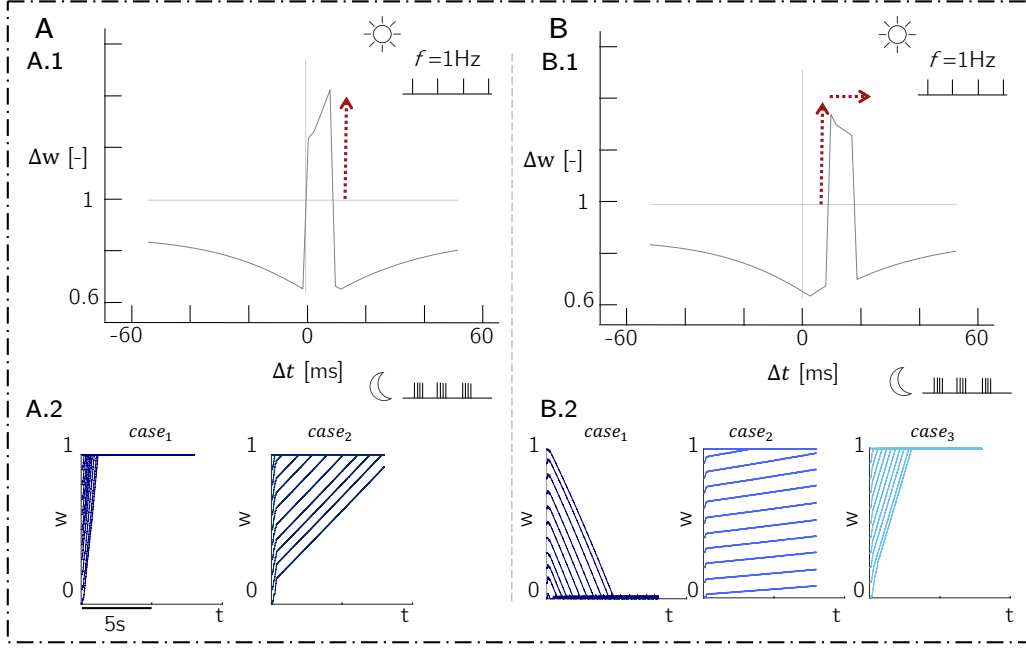 A
A.1
f=1Hz
Δw [-]
1
0.6
-60
0
60
Δt [ms]
B
B.1
f=1Hz
Δw [-]
1
0.6
-60
0
60
Δt [ms]
A.2
case₁
1
w
0
t
5s
case₂
1
w
0
t
B.2
case₁
1
w
0
t
case₂
1
w
0
t
case₃
1
w
0
t